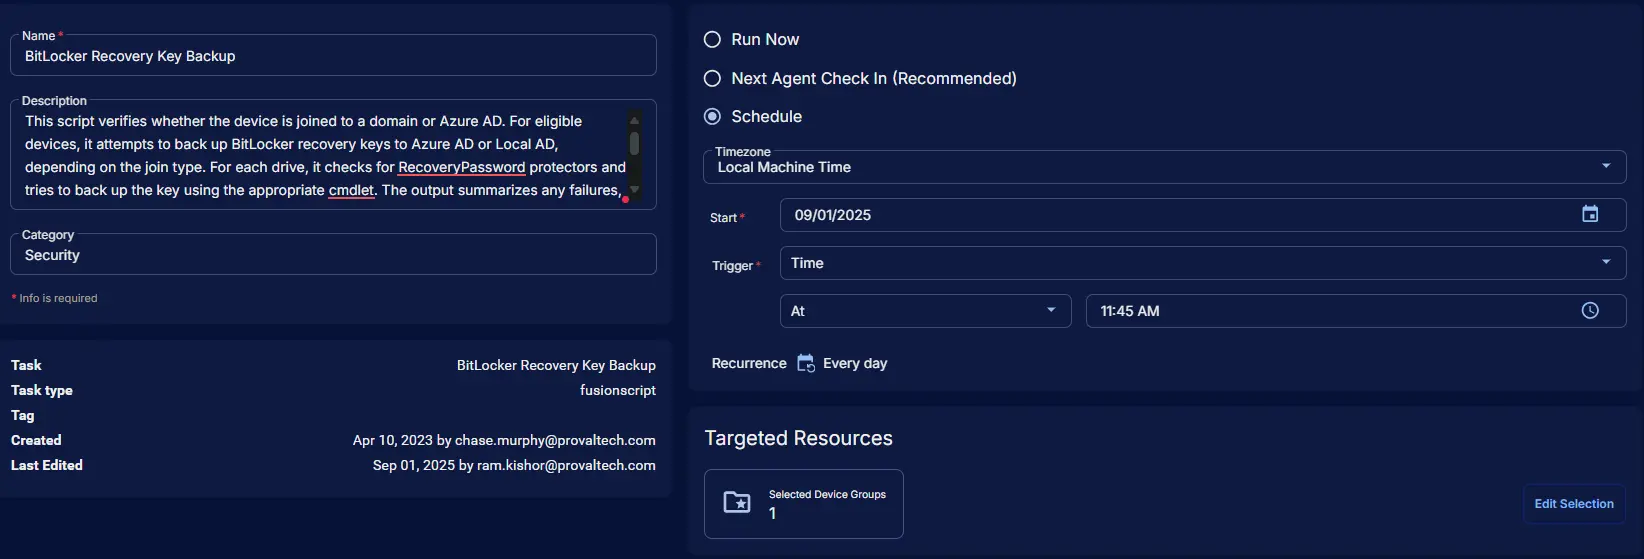 Name *
BitLocker Recovery Key Backup
Description
This script verifies whether the device is joined to a domain or Azure AD. For eligible
devices, it attempts to back up BitLocker recovery keys to Azure AD or Local AD,
depending on the join type. For each drive, it checks for RecoveryPassword protectors and
tries to back up the key using the appropriate cmdlet. The output summarizes any failures,
Category
Security
* Info is required
Task BitLocker Recovery Key Backup
Task type fusionscript
Tag
Created Apr 10, 2023 by chase.murphy@provaltech.com
Last Edited Sep 01, 2025 by ram.kishor@provaltech.com
Run Now
Next Agent Check In (Recommended)
Schedule
Timezone
Local Machine Time
Start * 09/01/2025
Trigger * Time
At 11:45 AM
Recurrence Every day
Targeted Resources
Selected Device Groups
1
Edit Selection